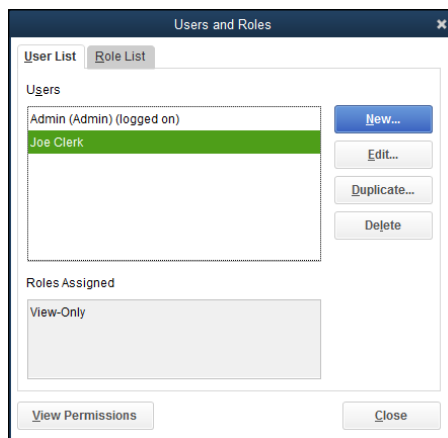 Users and Roles
User List
Role List
Users
Admin (Admin) (logged on)
Joe Clerk
New...
Edit...
Duplicate...
Delete
Roles Assigned
View-Only
View Permissions
Close